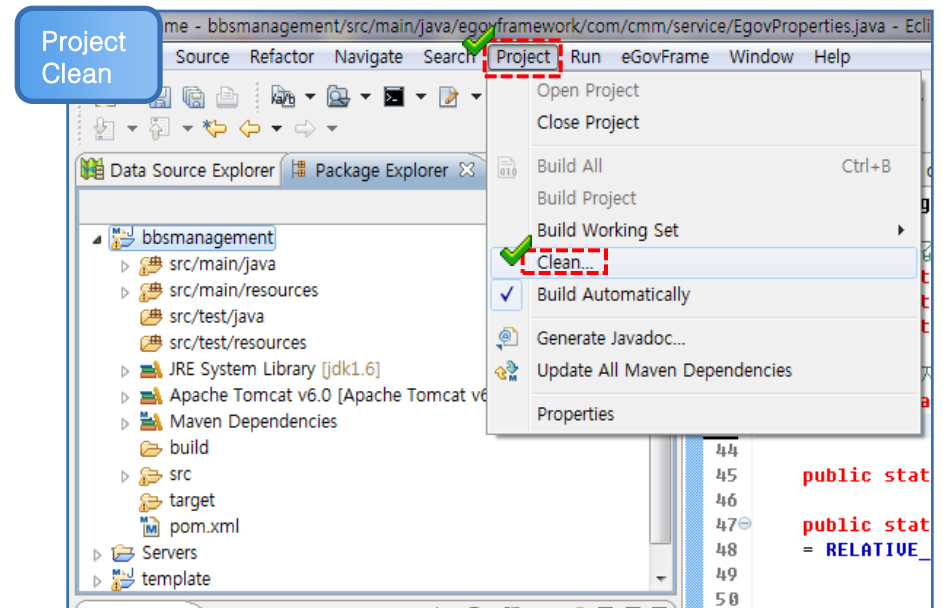 Project
Clean
me - bbsmanagement/src/main/java/egovframework/com/cmm/service/EgovProperties.java - Ecli
Source Refactor Navigate Search Project Run eGovFrame Window Help
Open Project
Close Project
Build All Ctrl+B
Build Project
Build Working Set
Clean...
Build Automatically
Generate Javadoc...
Update All Maven Dependencies
Properties
Data Source Explorer Package Explorer
bbsmanagement
src/main/java
src/main/resources
src/test/java
src/test/resources
JRE System Library [jdk1.6]
Apache Tomcat v6.0 [Apache Tomcat v6
Maven Dependencies
build
src
target
pom.xml
Servers
template
44
45 public stat
46
47 public stat
48 = RELATIVE_
49
50